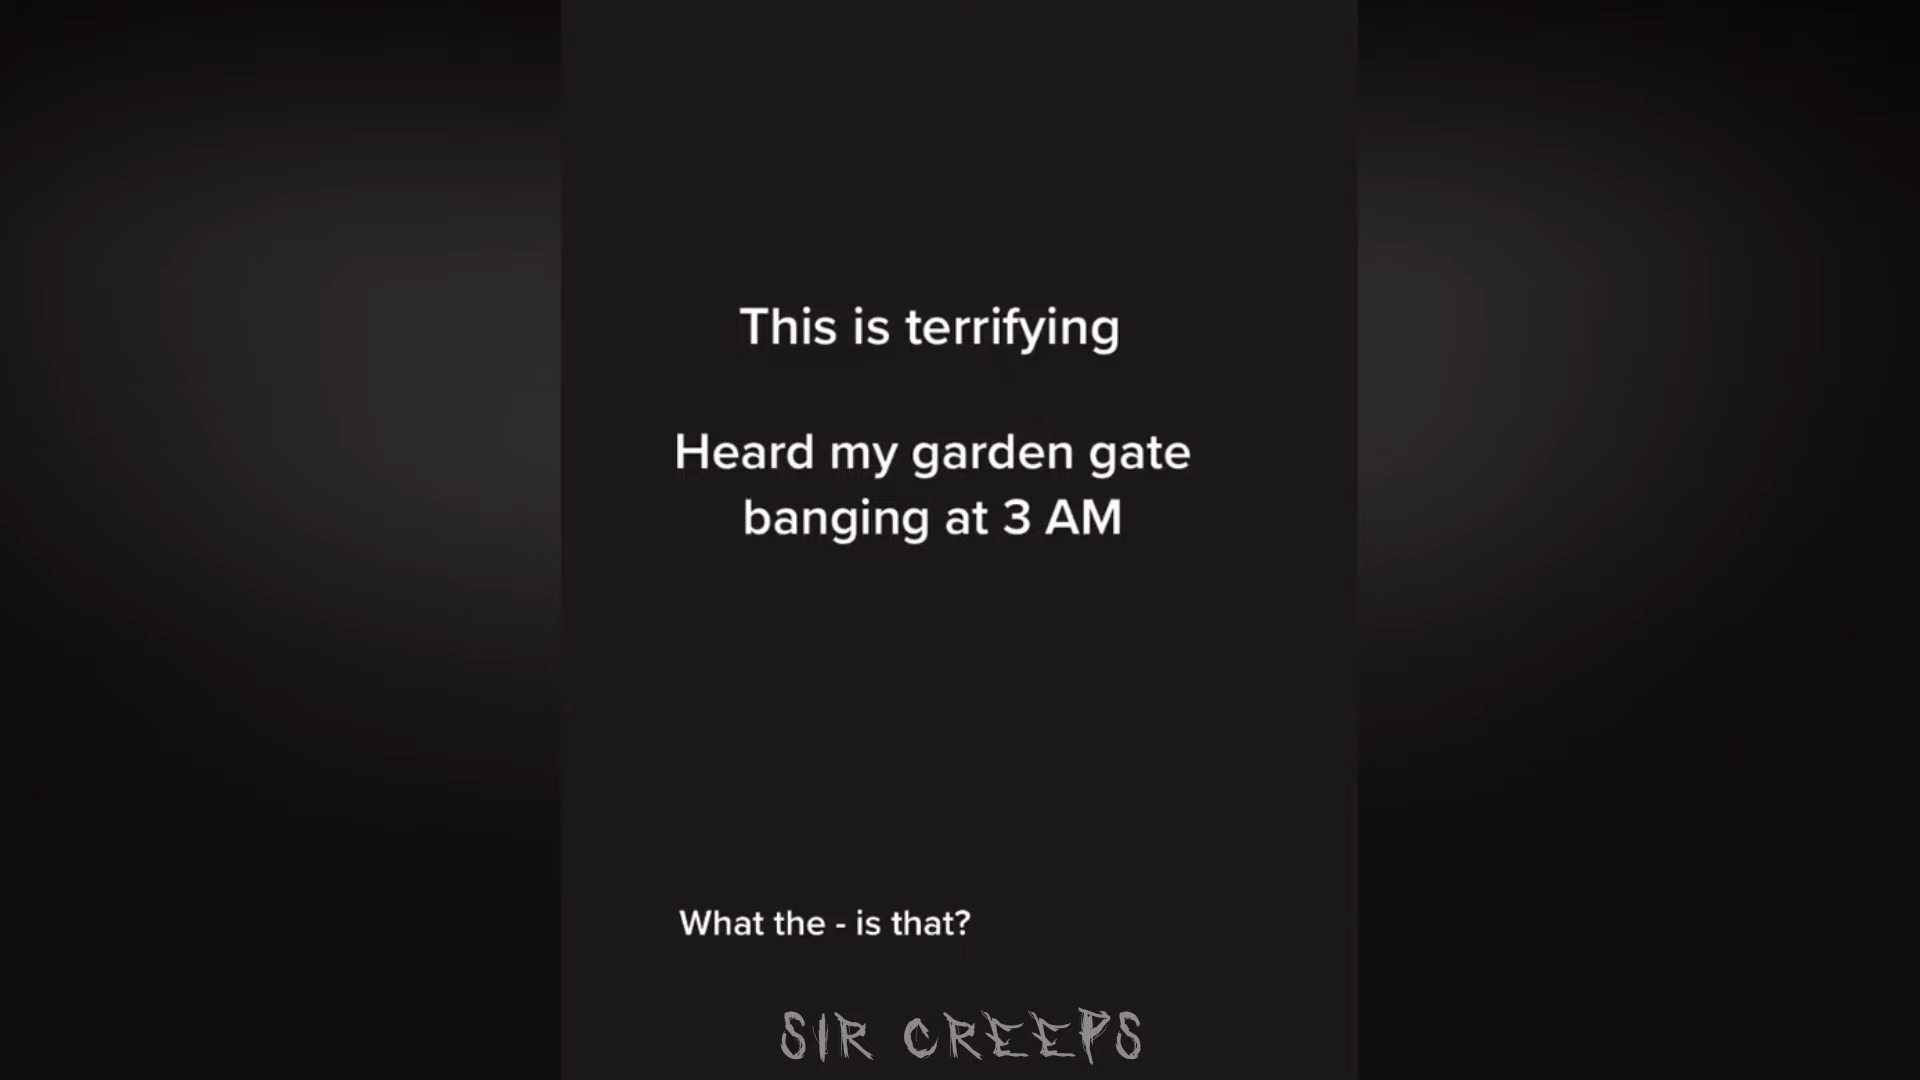 This is terrifying
Heard my garden gate
banging at 3 AM
What the - is that?
SIR CREEPS